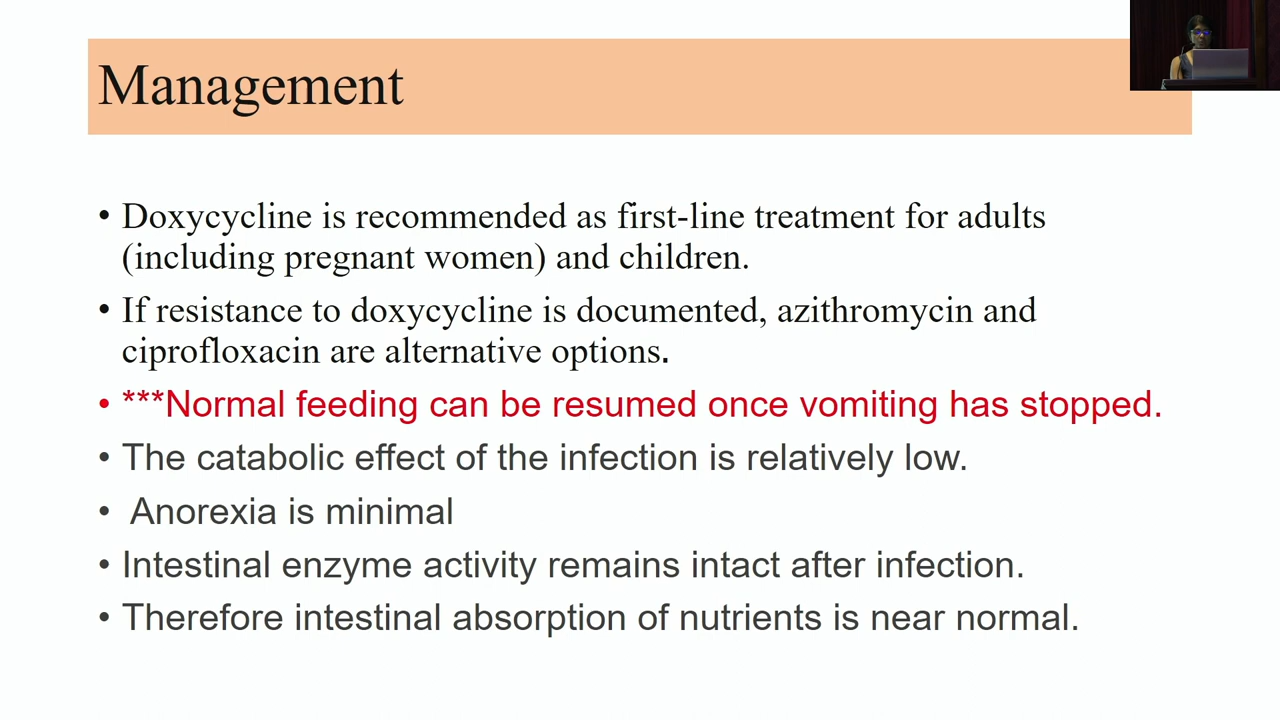 Management
• Doxycycline is recommended as first-line treatment for adults
(including pregnant women) and children.
• If resistance to doxycycline is documented, azithromycin and
ciprofloxacin are alternative options.
• ***Normal feeding can be resumed once vomiting has stopped.
• The catabolic effect of the infection is relatively low.
• Anorexia is minimal
• Intestinal enzyme activity remains intact after infection.
• Therefore intestinal absorption of nutrients is near normal.